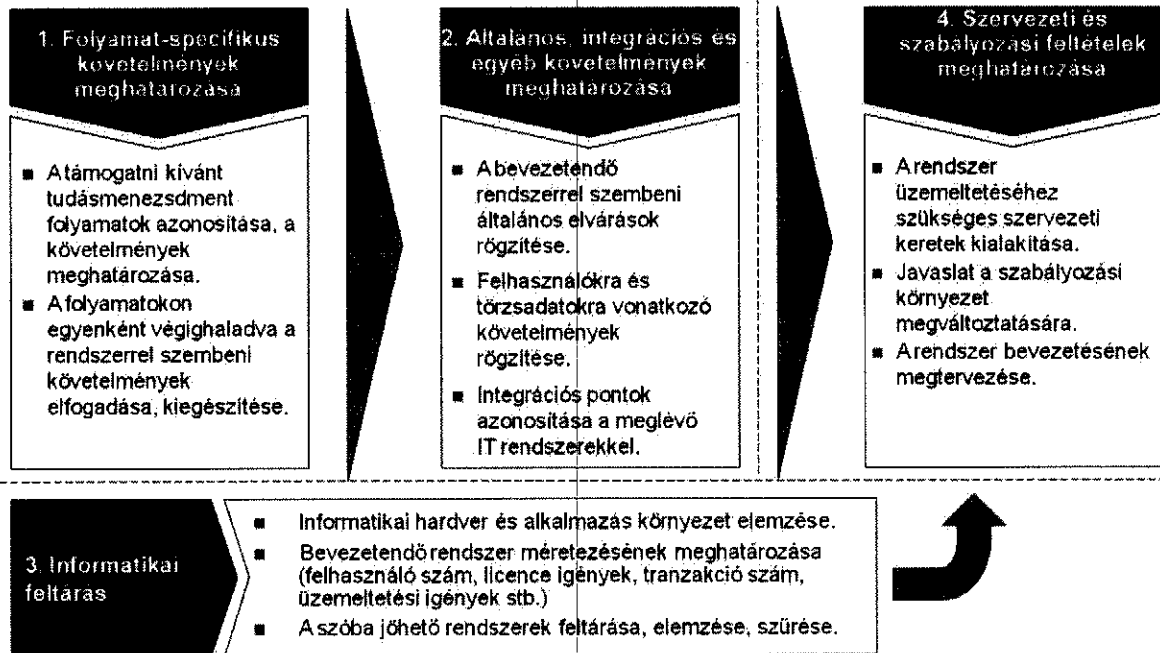 1. Folyamat-specifikus
követelmények
meghatározása
■ A támogatni kívánt
tudásmenezsdment
folyamatok azonosítása, a
követelmények
meghatározása.
■ A folyamatokon
egyenként végighaladva a
rendszerrel szembeni
követelmények
elfogadása, kiegészítése.
2. Általános, integrációs és
egyéb követelmények
meghatározása
■ A bevezetendő
rendszerrel szembeni
általános elvárások
rögzítése.
■ Felhasználókra és
törzsadatokra vonatkozó
követelmények
rögzítése.
■ Integrációs pontok
azonosítása a meglévő
IT rendszerekkel.
4. Szervezeti és
szabályozási feltételek
meghatározása
■ A rendszer
üzemeltetéséhez
szükséges szervezeti
keretek kialakítása.
■ Javaslat a szabályozási
környezet
megváltoztatására.
■ A rendszer bevezetésének
megtervezése.
3. Informatikai
feltárás
■ Informatikai hardver és alkalmazás környezet elemzése.
■ Bevezetendő rendszer méretezésének meghatározása
(felhasználó szám, licence igények, tranzakció szám,
üzemeltetési igények stb.)
■ A szóba jöhető rendszerek feltárása, elemzése, szűrése.